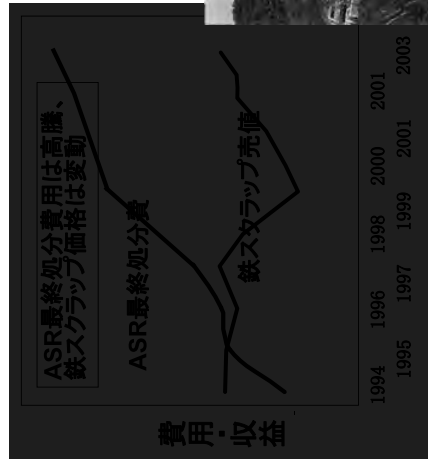 ASR最終処分費用は高騰、
鉄スクラップ価格は変動
ASR最終処分費
鉄スクラップ売値
費用・収益
1994
1995
1996
1997
1998
1999
2000
2001
2001
2003